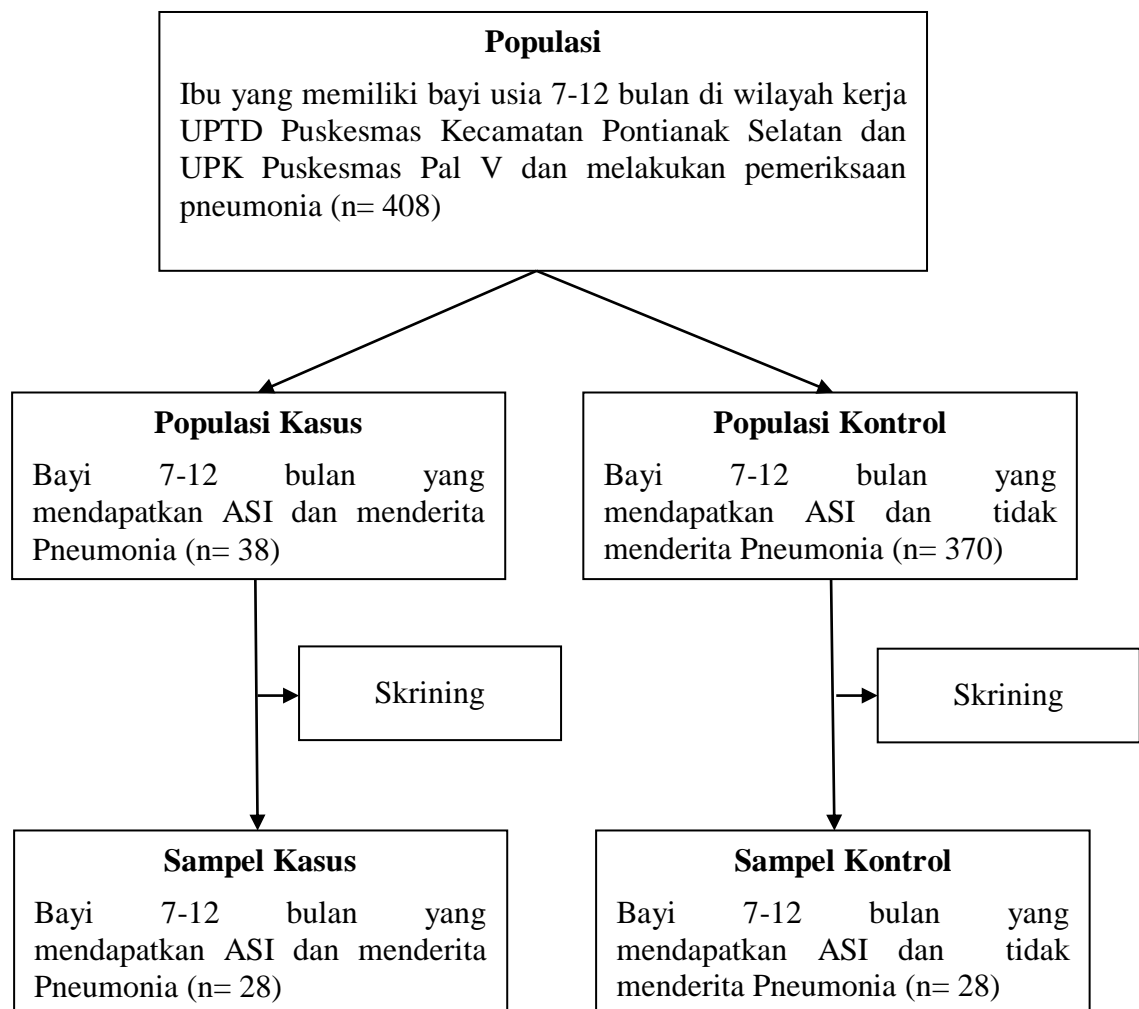 Populasi
Ibu yang memiliki bayi usia 7-12 bulan di wilayah kerja
UPTD Puskesmas Kecamatan Pontianak Selatan dan
UPK Puskesmas Pal V dan melakukan pemeriksaan
pneumonia (n= 408)
Populasi Kasus
Bayi 7-12 bulan yang
mendapatkan ASI dan menderita
Pneumonia (n= 38)
Populasi Kontrol
Bayi 7-12 bulan yang
mendapatkan ASI dan tidak
menderita Pneumonia (n= 370)
Skrining
Skrining
Sampel Kasus
Bayi 7-12 bulan yang
mendapatkan ASI dan menderita
Pneumonia (n= 28)
Sampel Kontrol
Bayi 7-12 bulan yang
mendapatkan ASI dan tidak
menderita Pneumonia (n= 28)